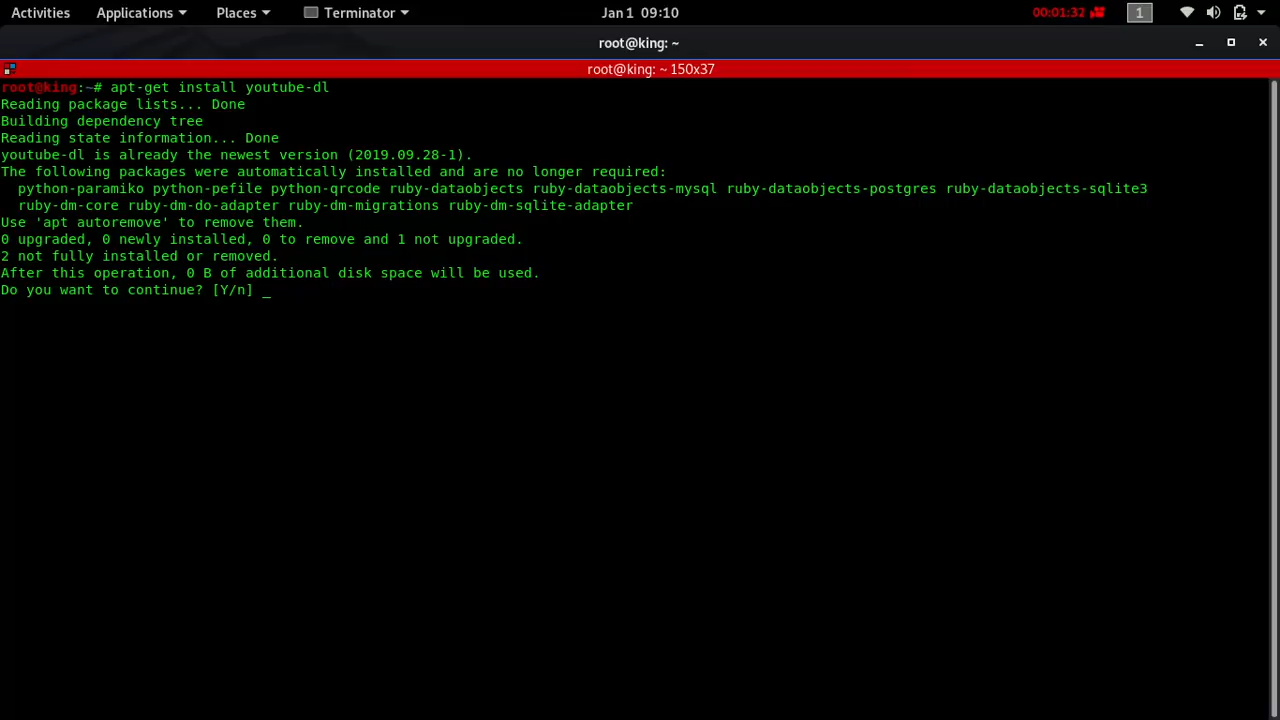 Activities Applications Places Terminator Jan 1 09:10 00:01:32 1
root@king: ~
root@king: ~ 150x37
root@king:~# apt-get install youtube-dl
Reading package lists... Done
Building dependency tree
Reading state information... Done
youtube-dl is already the newest version (2019.09.28-1).
The following packages were automatically installed and are no longer required:
  python-paramiko python-pefile python-qrcode ruby-dataobjects ruby-dataobjects-mysql ruby-dataobjects-postgres ruby-dataobjects-sqlite3
  ruby-dm-core ruby-dm-do-adapter ruby-dm-migrations ruby-dm-sqlite-adapter
Use 'apt autoremove' to remove them.
0 upgraded, 0 newly installed, 0 to remove and 1 not upgraded.
2 not fully installed or removed.
After this operation, 0 B of additional disk space will be used.
Do you want to continue? [Y/n] _